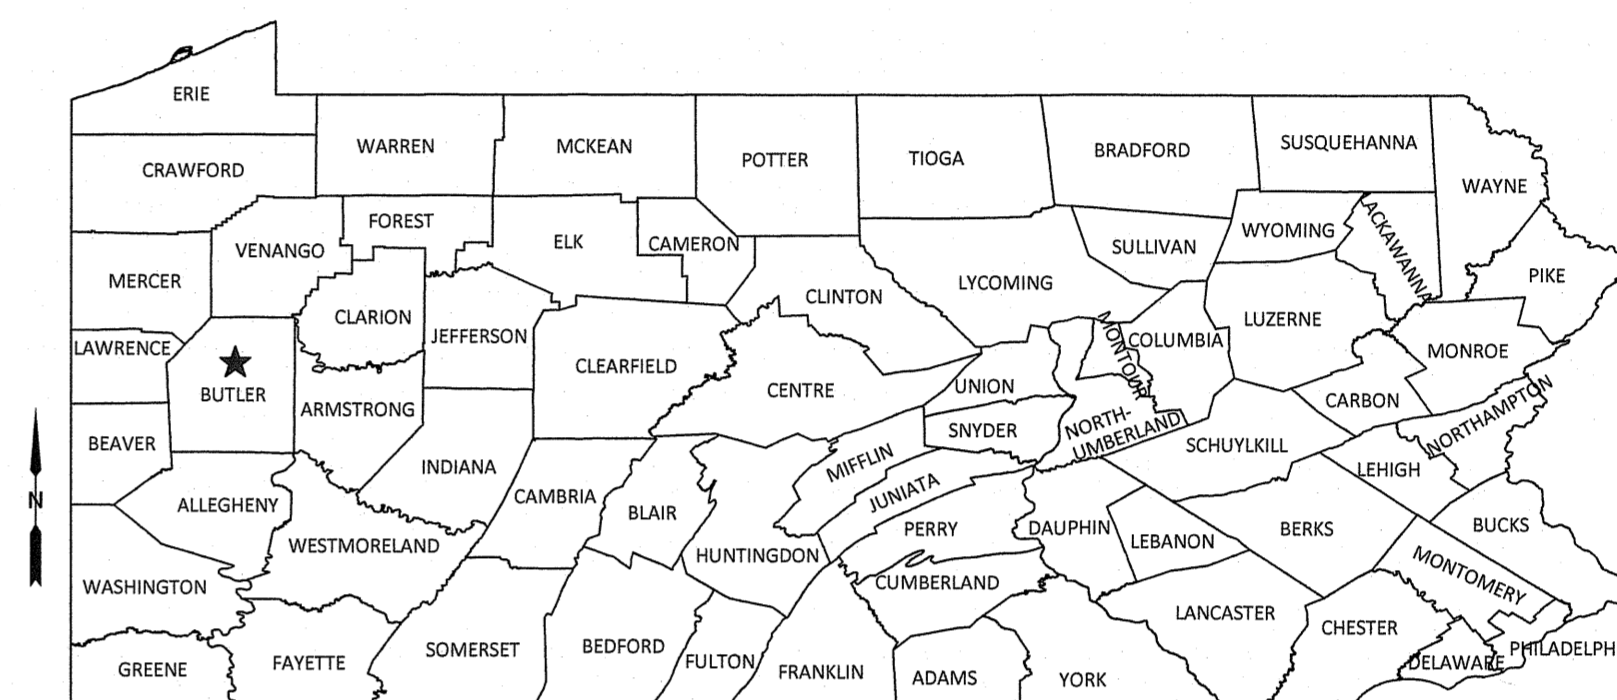 ERIE
CRAWFORD
WARREN
MCKEAN
POTTER
TIOGA
BRADFORD
SUSQUEHANNA
WAYNE
FOREST
VENANGO
ELK
CAMERON
SULLIVAN
WYOMING
ACKAWANNA
PIKE
MERCER
CLARION
JEFFERSON
CLINTON
LYCOMING
LUZERNE
LAWRENCE
BUTLER
ARMSTRONG
CLEARFIELD
CENTRE
UNION
MONTOUR
COLUMBIA
MONROE
CARBON
BEAVER
INDIANA
SNYDER
NORTH-
UMBERLAND
SCHUYLKILL
NORTHAMPTON
LEHIGH
N
ALLEGHENY
CAMBRIA
BLAIR
MIFFLIN
JUNIATA
PERRY
DAUPHIN
LEBANON
BERKS
BUCKS
WESTMORELAND
HUNTINGDON
WASHINGTON
CUMBERLAND
MONTOMERY
LANCASTER
CHESTER
GREENE
FAYETTE
SOMERSET
BEDFORD
FULTON
FRANKLIN
ADAMS
YORK
DELAWARE
PHILADELPH